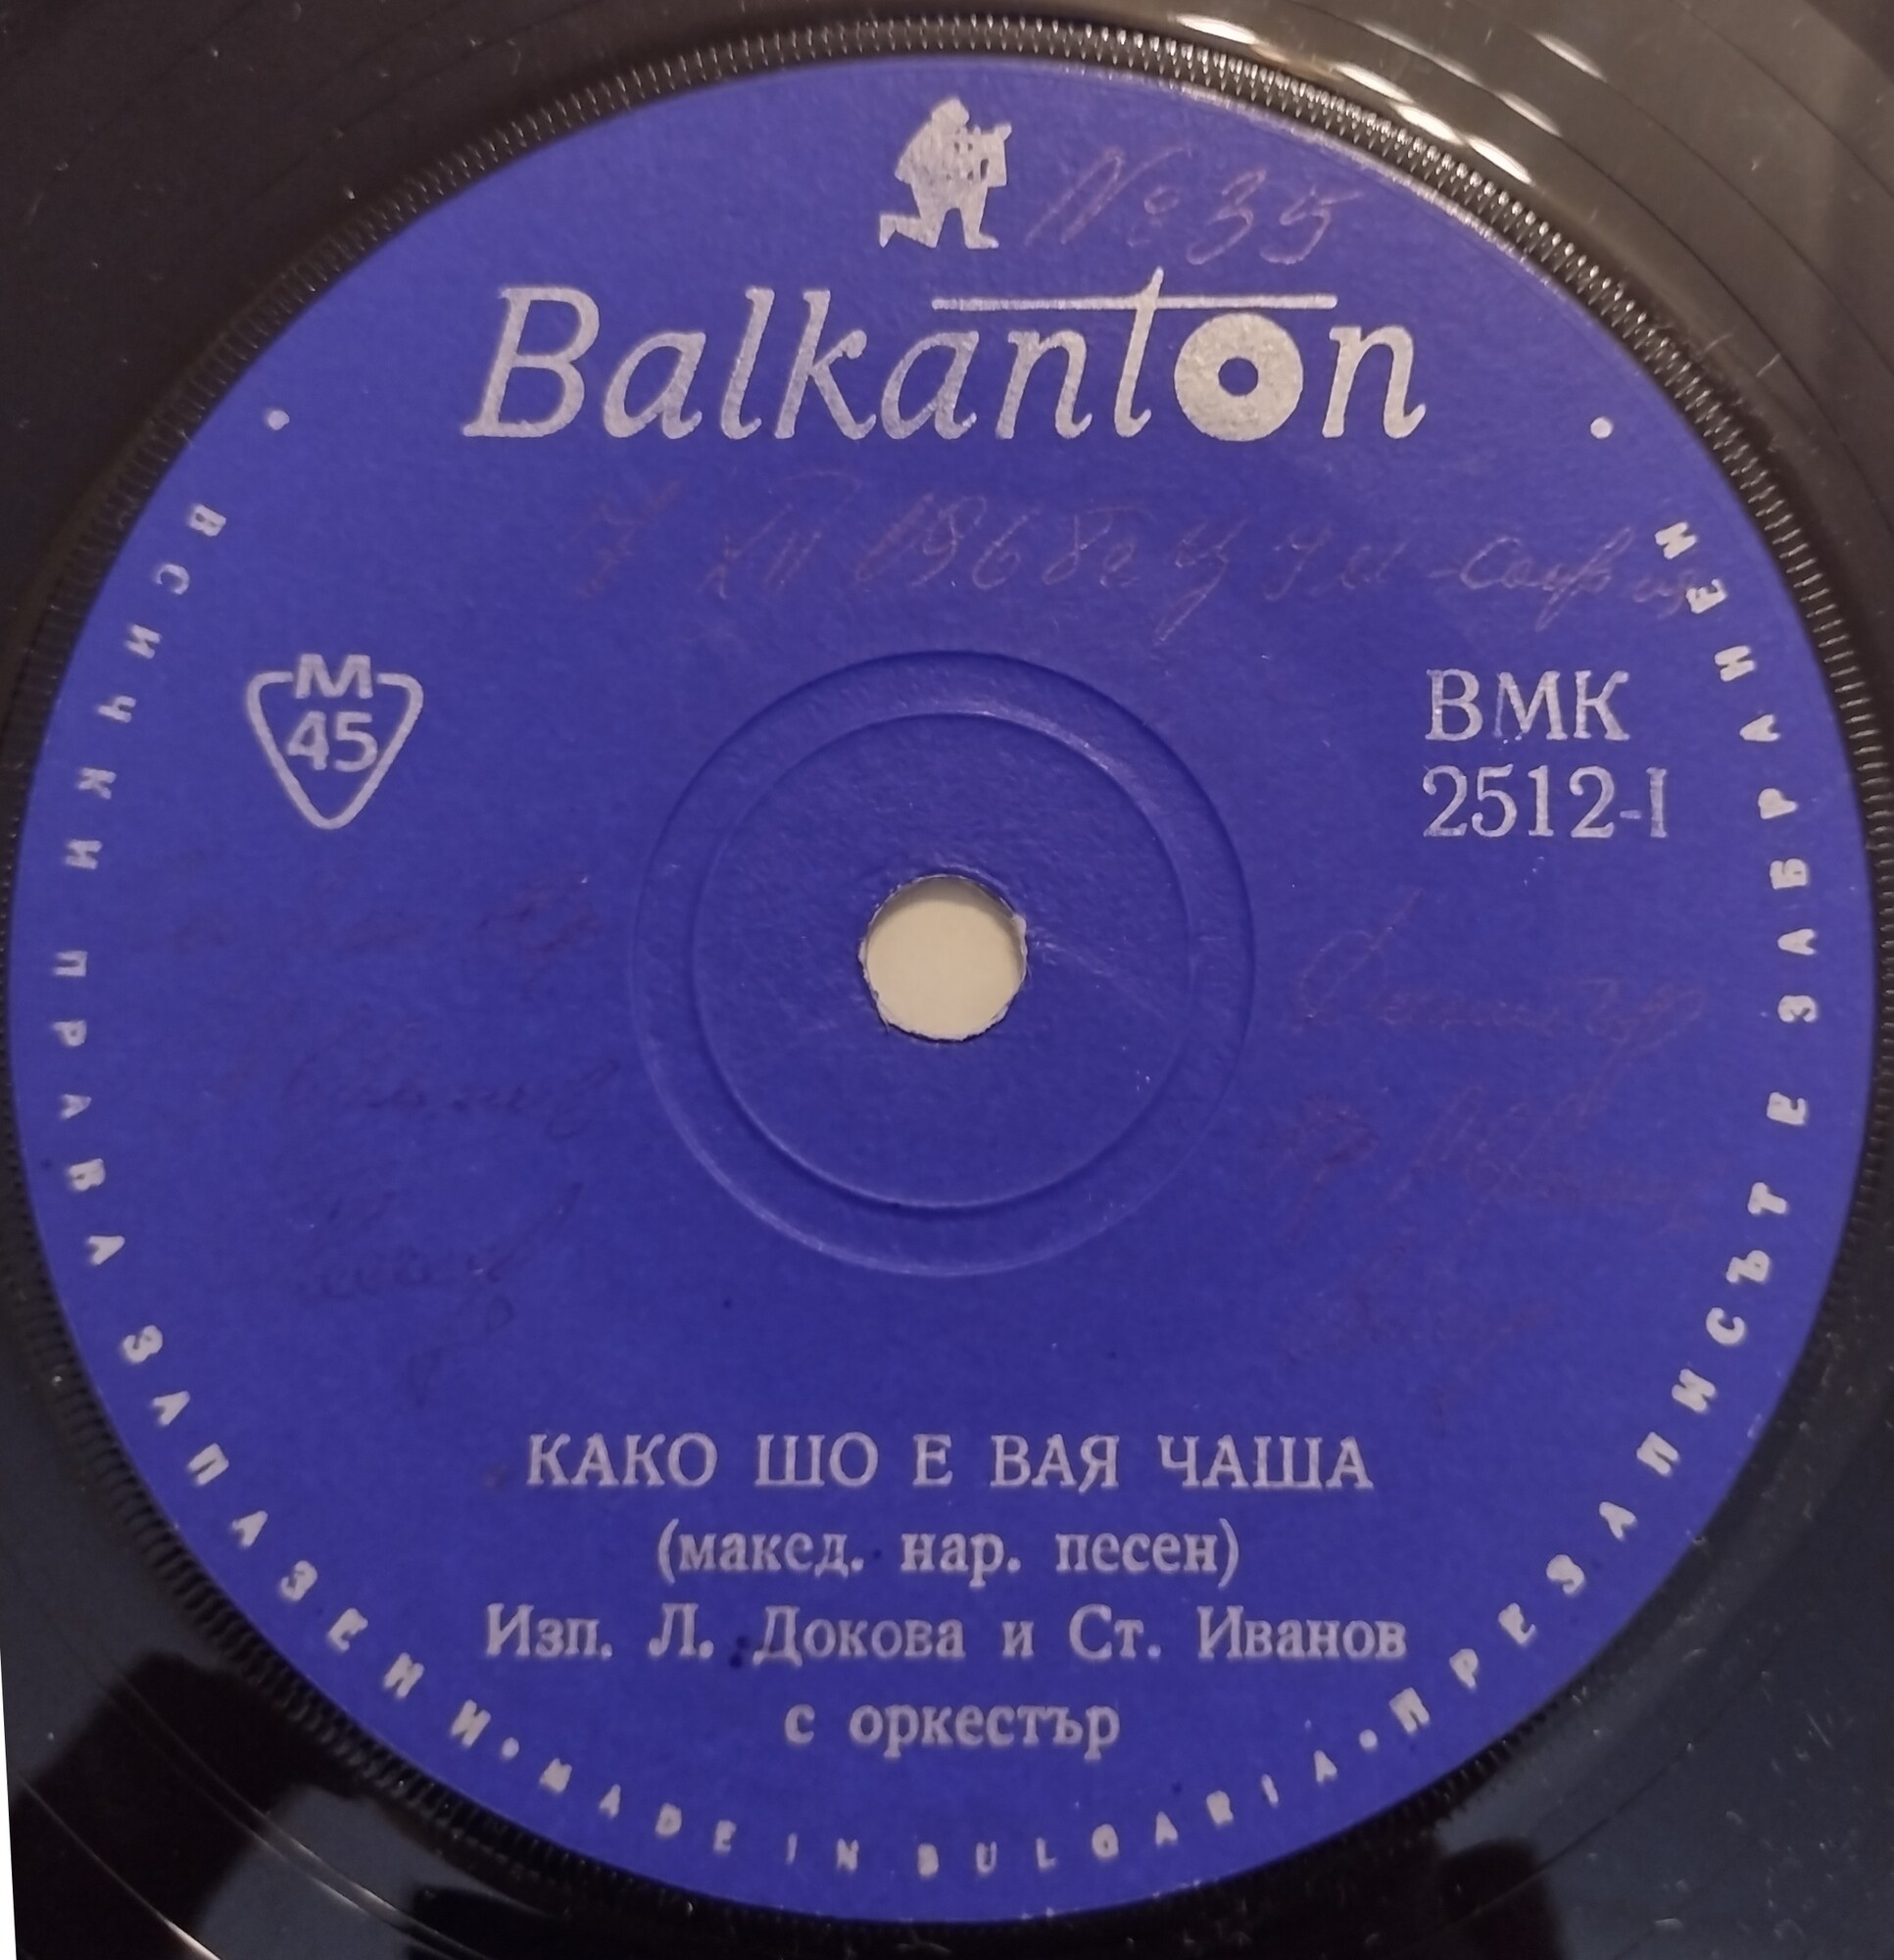 № 35
Balkanton
ВМК
2512-I
М
45
КАКО ШО Е ВАЯ ЧАША
(макед. нар. песен)
Изп. Л. Докова и Ст. Иванов
с оркестър
ВСИЧКИ ПРАВА ЗАПАЗЕНИ • MADE IN BULGARIA • ПРЕЗАПИСЪТ Е ЗАБРАНЕН